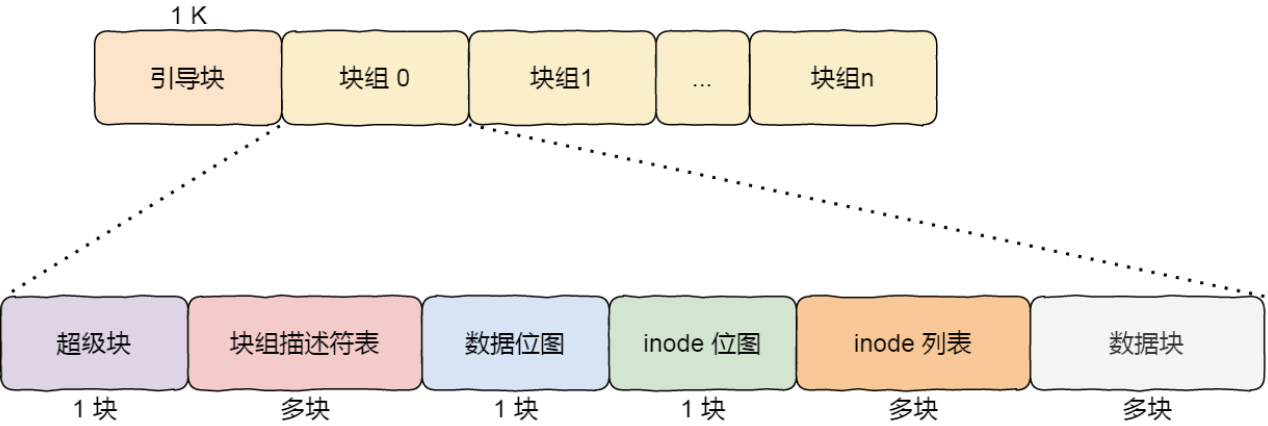 1 K
引导块
块组 0
块组1
...
块组n
超级块
块组描述符表
数据位图
inode 位图
inode 列表
数据块
1 块
多块
1 块
1 块
多块
多块